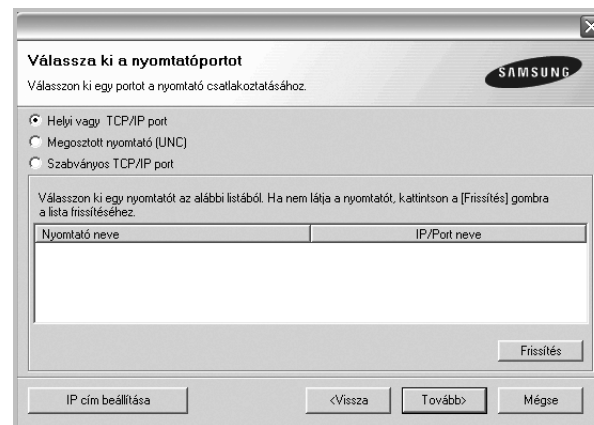 Válassza ki a nyomtatóportot
Válasszon ki egy portot a nyomtató csatlakoztatásához.
SAMSUNG
Helyi vagy TCP/IP port
Megosztott nyomtató (UNC)
Szabványos TCP/IP port
Válasszon ki egy nyomtatót az alábbi listából. Ha nem látja a nyomtatót, kattintson a [Frissítés] gombra
a lista frissítéséhez.
Nyomtató neve IP/Port neve
Frissítés
IP cím beállítása <Vissza Tovább> Mégse